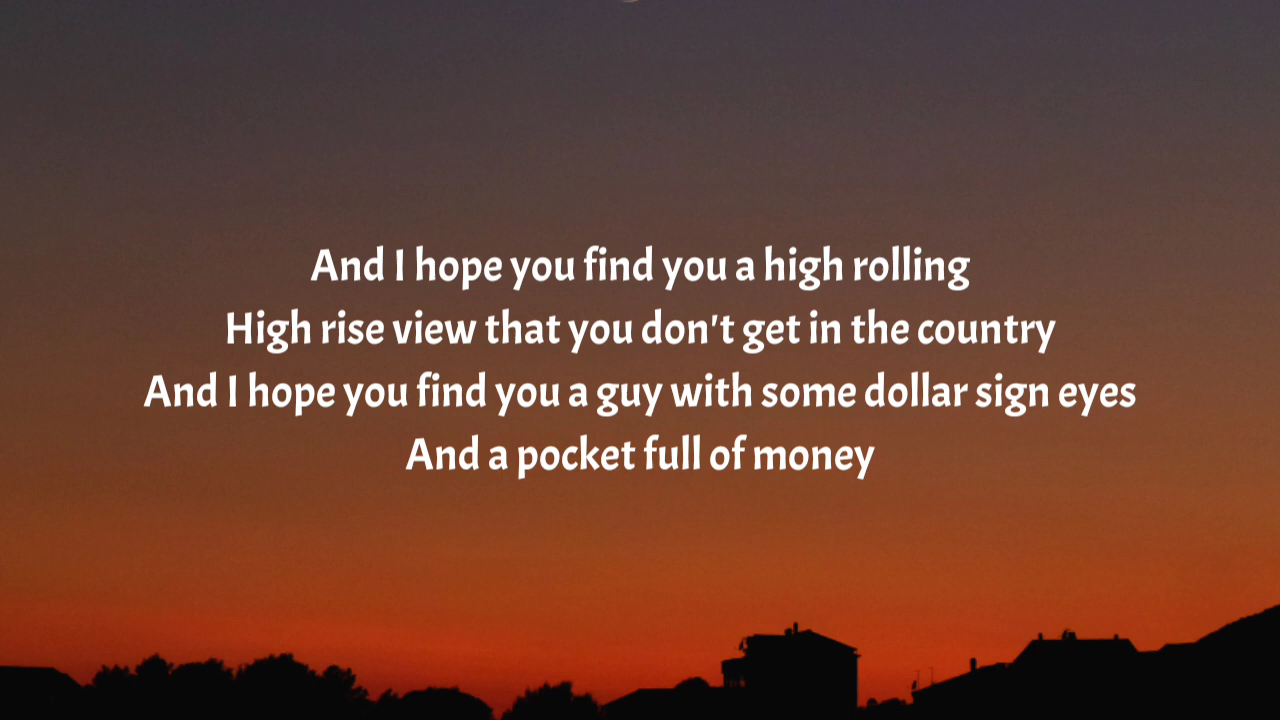 And I hope you find you a high rolling
High rise view that you don't get in the country
And I hope you find you a guy with some dollar sign eyes
And a pocket full of money